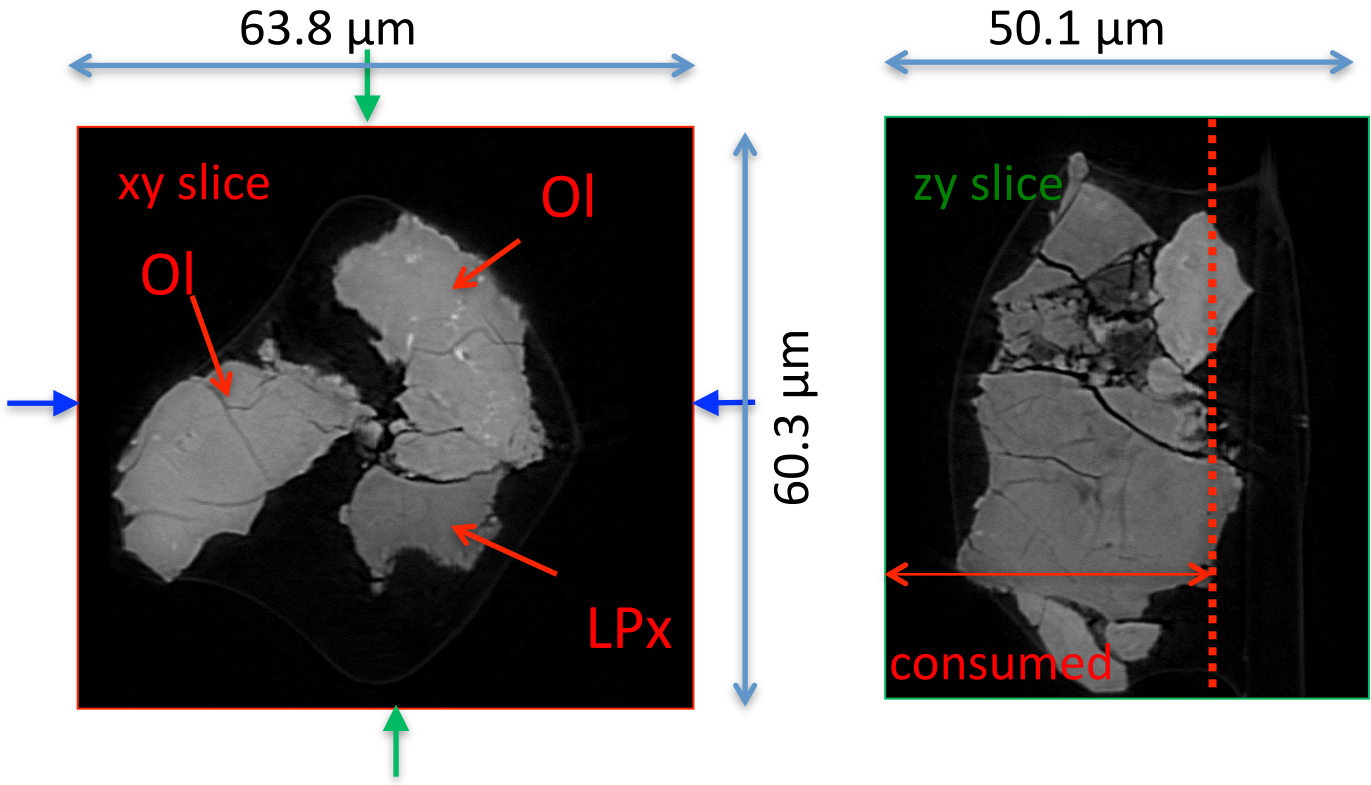 63.8 µm
50.1 µm
xy slice
Ol
Ol
LPx
60.3 µm
zy slice
consumed